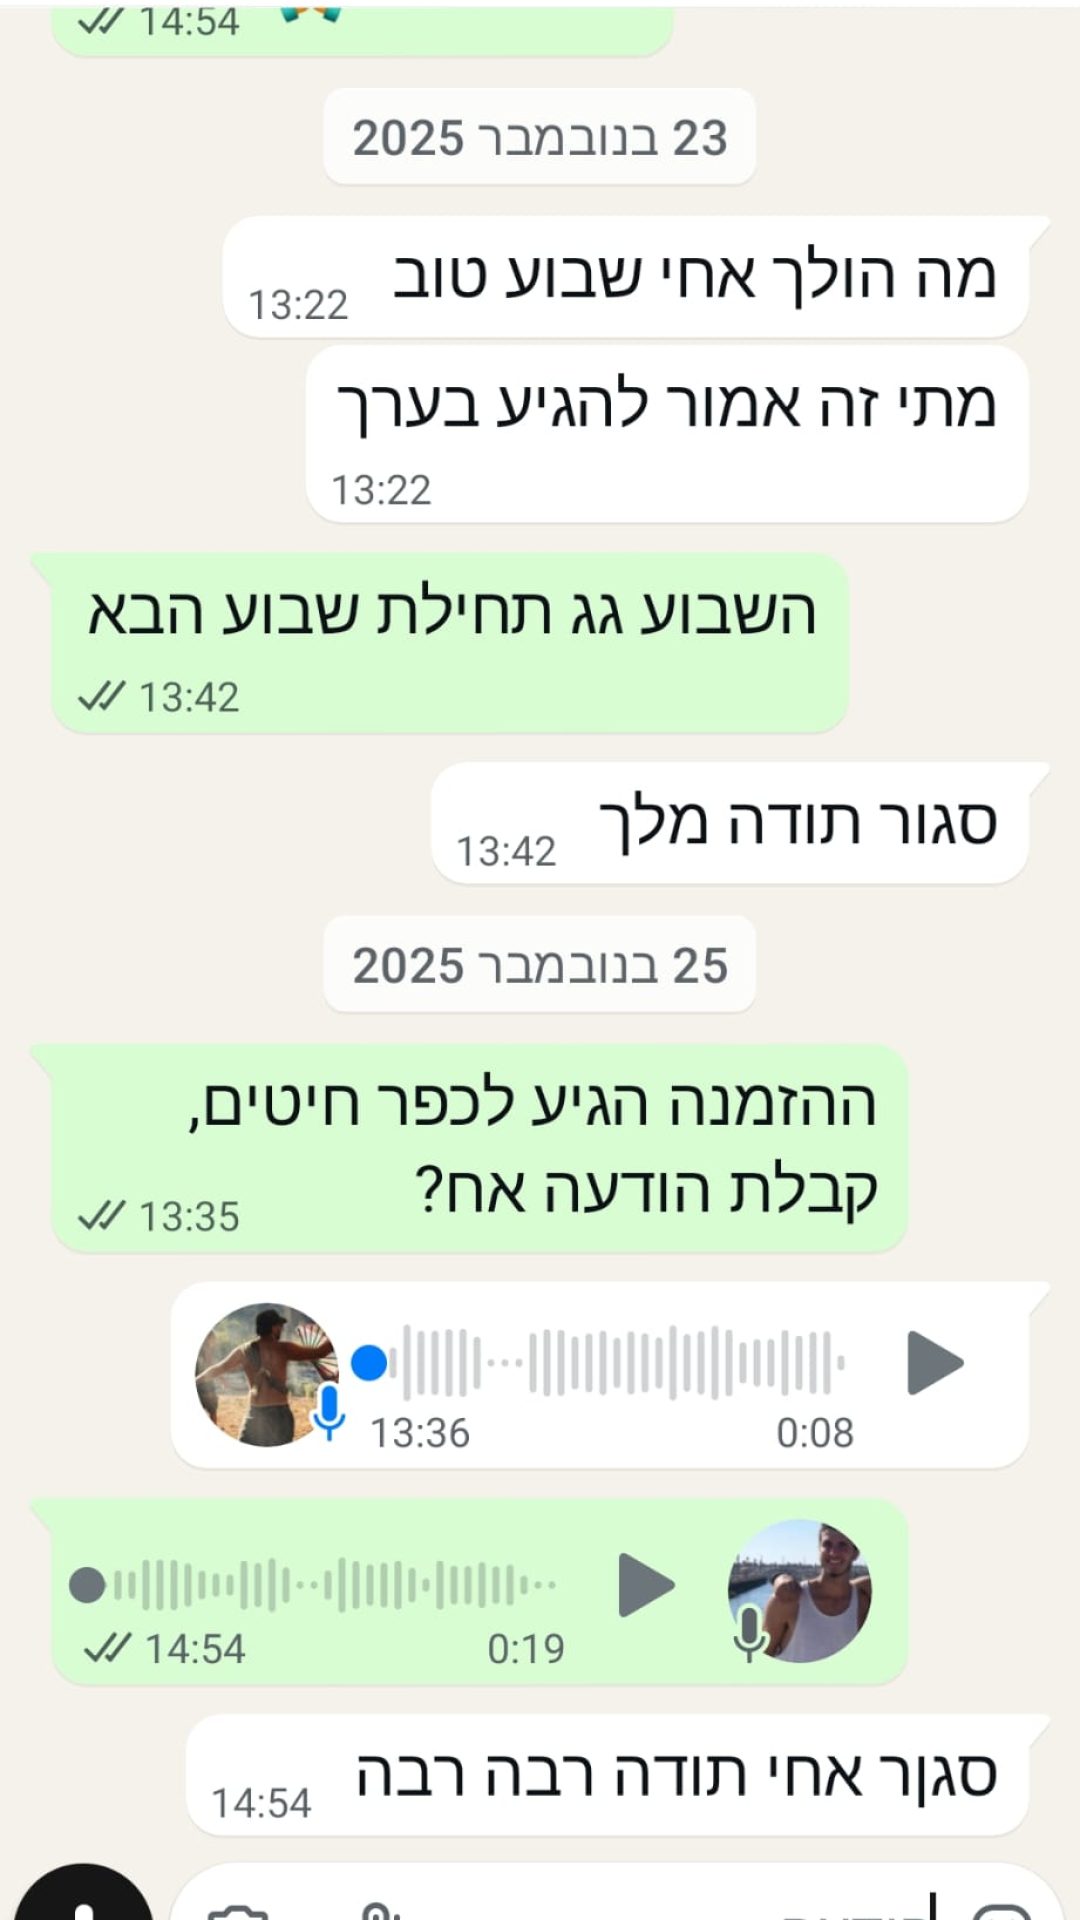 14:54
23 בנובמבר 2025
מה הולך אחי שבוע טוב
13:22
מתי זה אמור להגיע בערך
13:22
השבוע גג תחילת שבוע הבא
13:42
סגור תודה מלך
13:42
25 בנובמבר 2025
ההזמנה הגיע לכפר חיטים,
קבלת הודעה אח?
13:35
13:36
0:08
14:54
0:19
סגןר אחי תודה רבה רבה
14:54